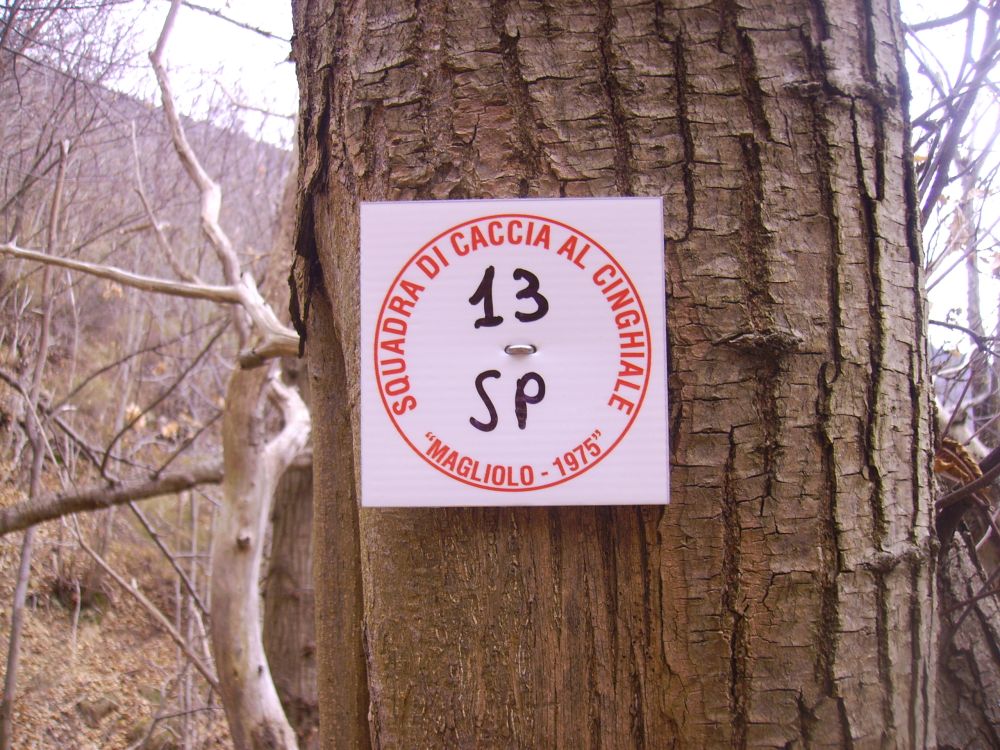 SQUADRA DI CACCIA AL CINGHIALE
13
SP
"MAGLIOLO - 1975"